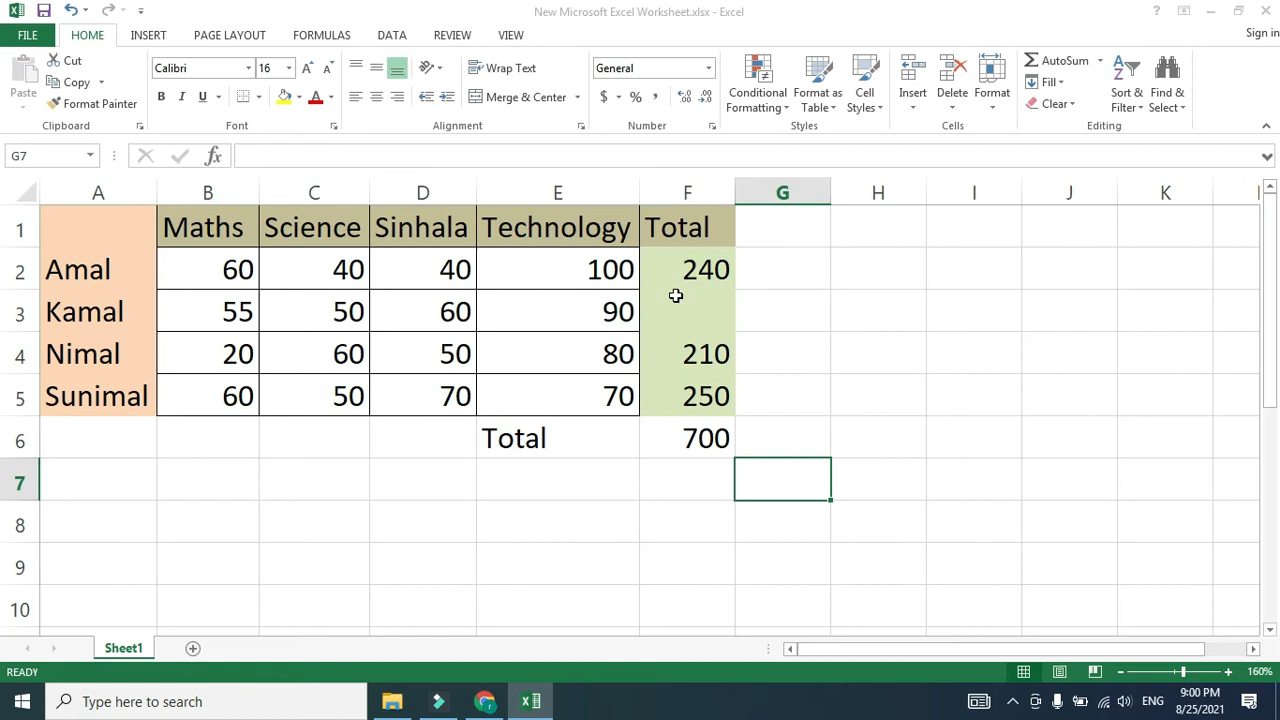 New Microsoft Excel Worksheet.xlsx - Excel
?
FILE HOME INSERT PAGE LAYOUT FORMULAS DATA REVIEW VIEW Sign in
Paste Cut Copy Format Painter
Calibri 16 A A
B I U A
Wrap Text
Merge & Center
General
$ % ,
Conditional Formatting
Format as Table
Cell Styles
Insert Delete Format
AutoSum Fill Clear
Sort & Filter
Find & Select
Clipboard Font Alignment Number Styles Cells Editing
G7 fx
A B C D E F G H I J K
1 Maths Science Sinhala Technology Total
2 Amal 60 40 40 100 240
3 Kamal 55 50 60 90
4 Nimal 20 60 50 80 210
5 Sunimal 60 50 70 70 250
6 Total 700
7
8
9
10
Sheet1
READY 160%
Type here to search ENG 9:00 PM
8/25/2021